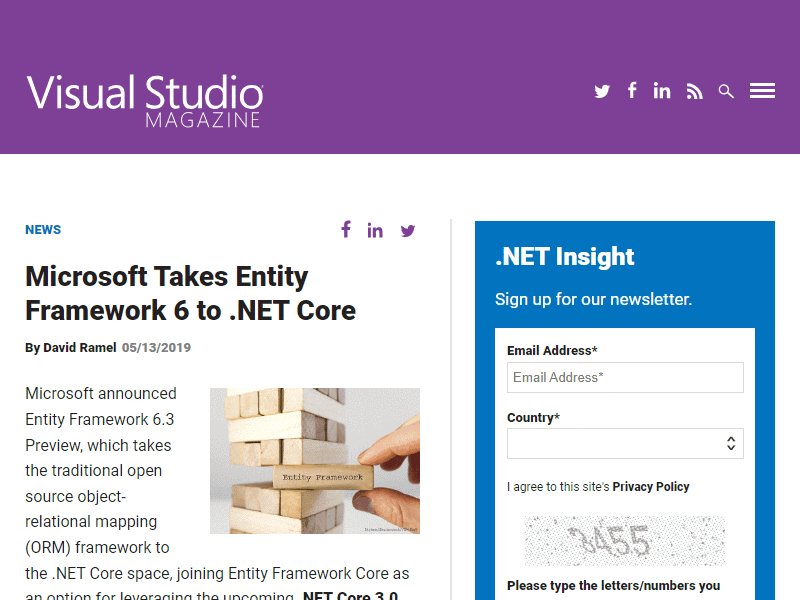 Visual Studio
MAGAZINE
NEWS
Microsoft Takes Entity
Framework 6 to .NET Core
By David Ramel 05/13/2019
Microsoft announced
Entity Framework 6.3
Preview, which takes
the traditional open
source object-
relational mapping
(ORM) framework to
the .NET Core space, joining Entity Framework Core as
an option for leveraging the upcoming .NET Core 3.0
Entity Framework
.NET Insight
Sign up for our newsletter.
Email Address*
Email Address*
Country*
I agree to this site's Privacy Policy
Please type the letters/numbers you